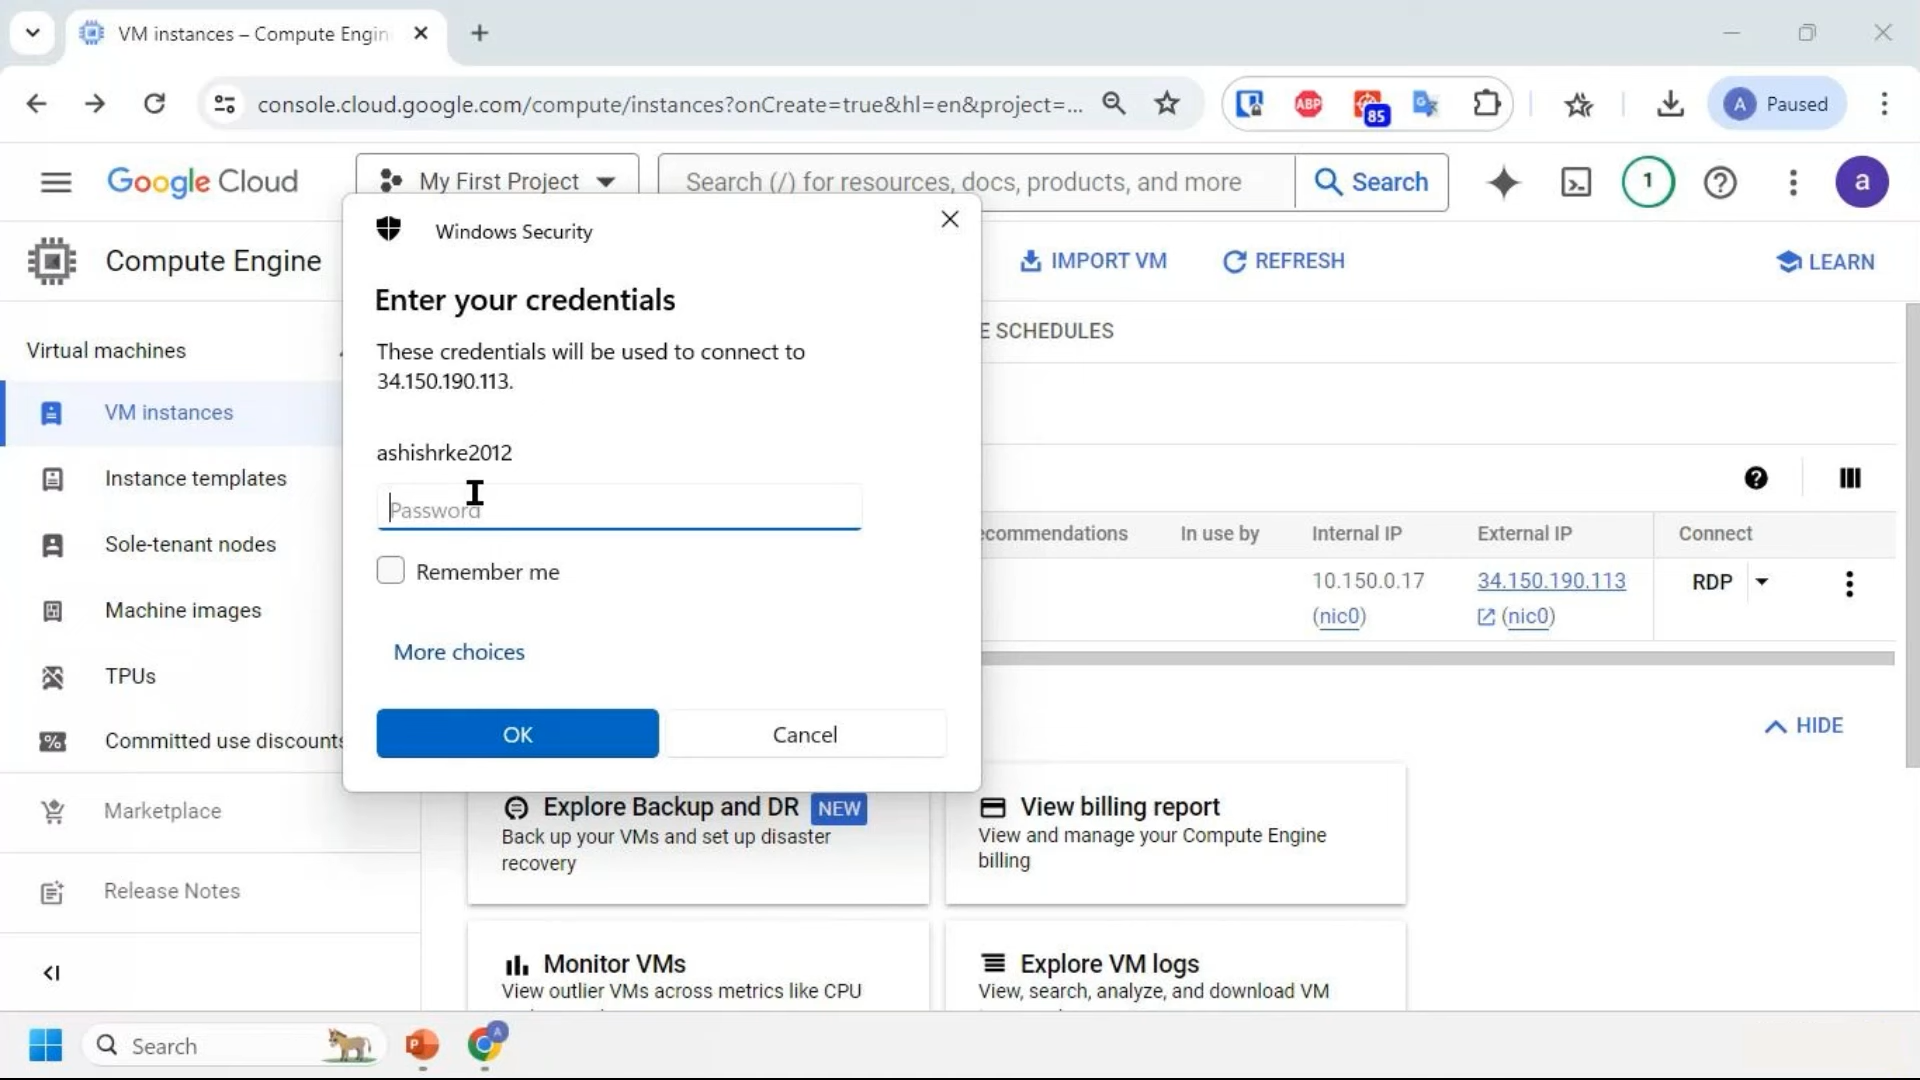 VM instances – Compute Engin
console.cloud.google.com/compute/instances?onCreate=true&hl=en&project=...
ABP
85
A Paused
Google Cloud
My First Project
Search (/) for resources, docs, products, and more
Search
1
a
Compute Engine
IMPORT VM
REFRESH
LEARN
Windows Security
Enter your credentials
These credentials will be used to connect to
34.150.190.113.
ashishrke2012
Password
Remember me
More choices
OK
Cancel
E SCHEDULES
Virtual machines
VM instances
Instance templates
Sole-tenant nodes
Machine images
TPUs
Committed use discounts
Marketplace
Release Notes
ecommendations In use by Internal IP External IP Connect
10.150.0.17 34.150.190.113 RDP
(nic0) (nic0)
HIDE
Explore Backup and DR NEW
Back up your VMs and set up disaster
recovery
View billing report
View and manage your Compute Engine
billing
Monitor VMs
View outlier VMs across metrics like CPU
Explore VM logs
View, search, analyze, and download VM
Search
P
A